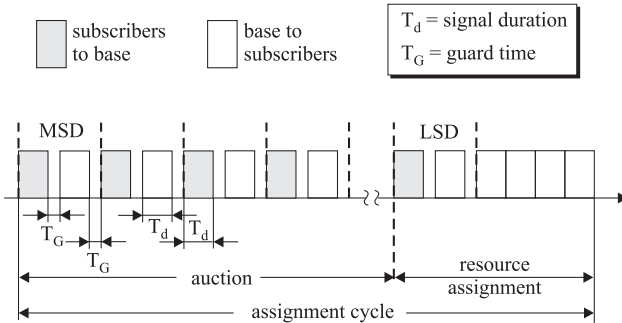 subscribers
to base
base to
subscribers
T_d = signal duration
T_G = guard time
MSD
LSD
T_G
T_G
T_d
T_d
auction
resource
assignment
assignment cycle